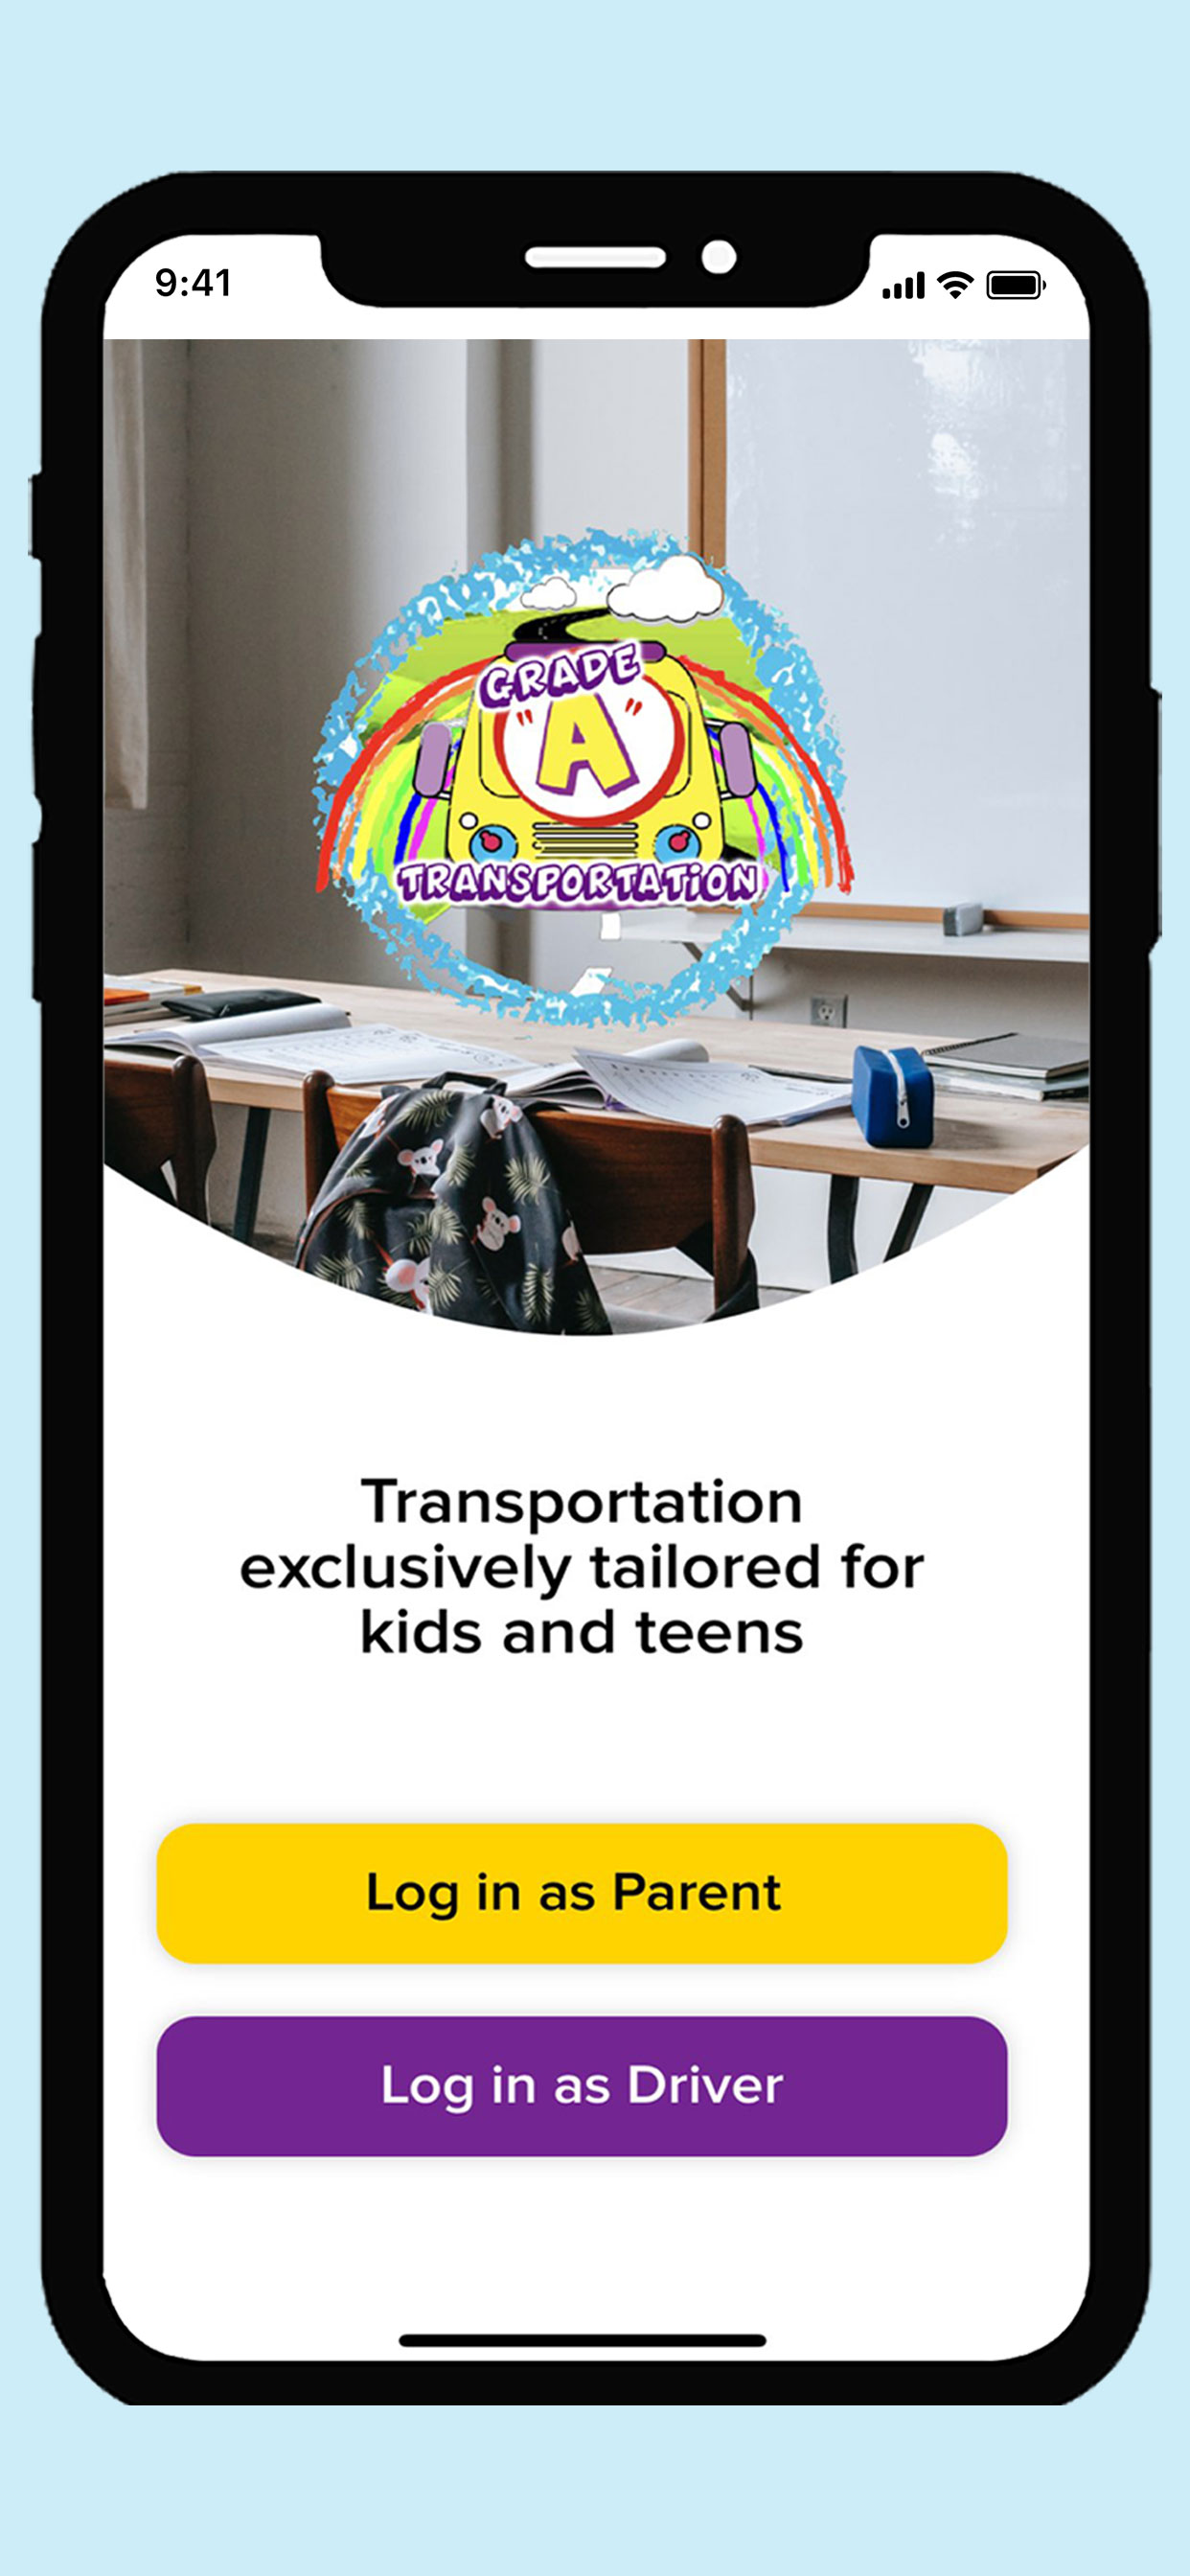 9:41
GRADE
"A"
TRANSPORTATiON
Transportation
exclusively tailored for
kids and teens
Log in as Parent
Log in as Driver